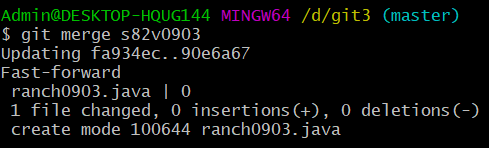 Admin@DESKTOP-HQUG144 MINGW64 /d/git3 (master)
$ git merge s82v0903
Updating fa934ec..90e6a67
Fast-forward
 ranch0903.java | 0
 1 file changed, 0 insertions(+), 0 deletions(-)
 create mode 100644 ranch0903.java